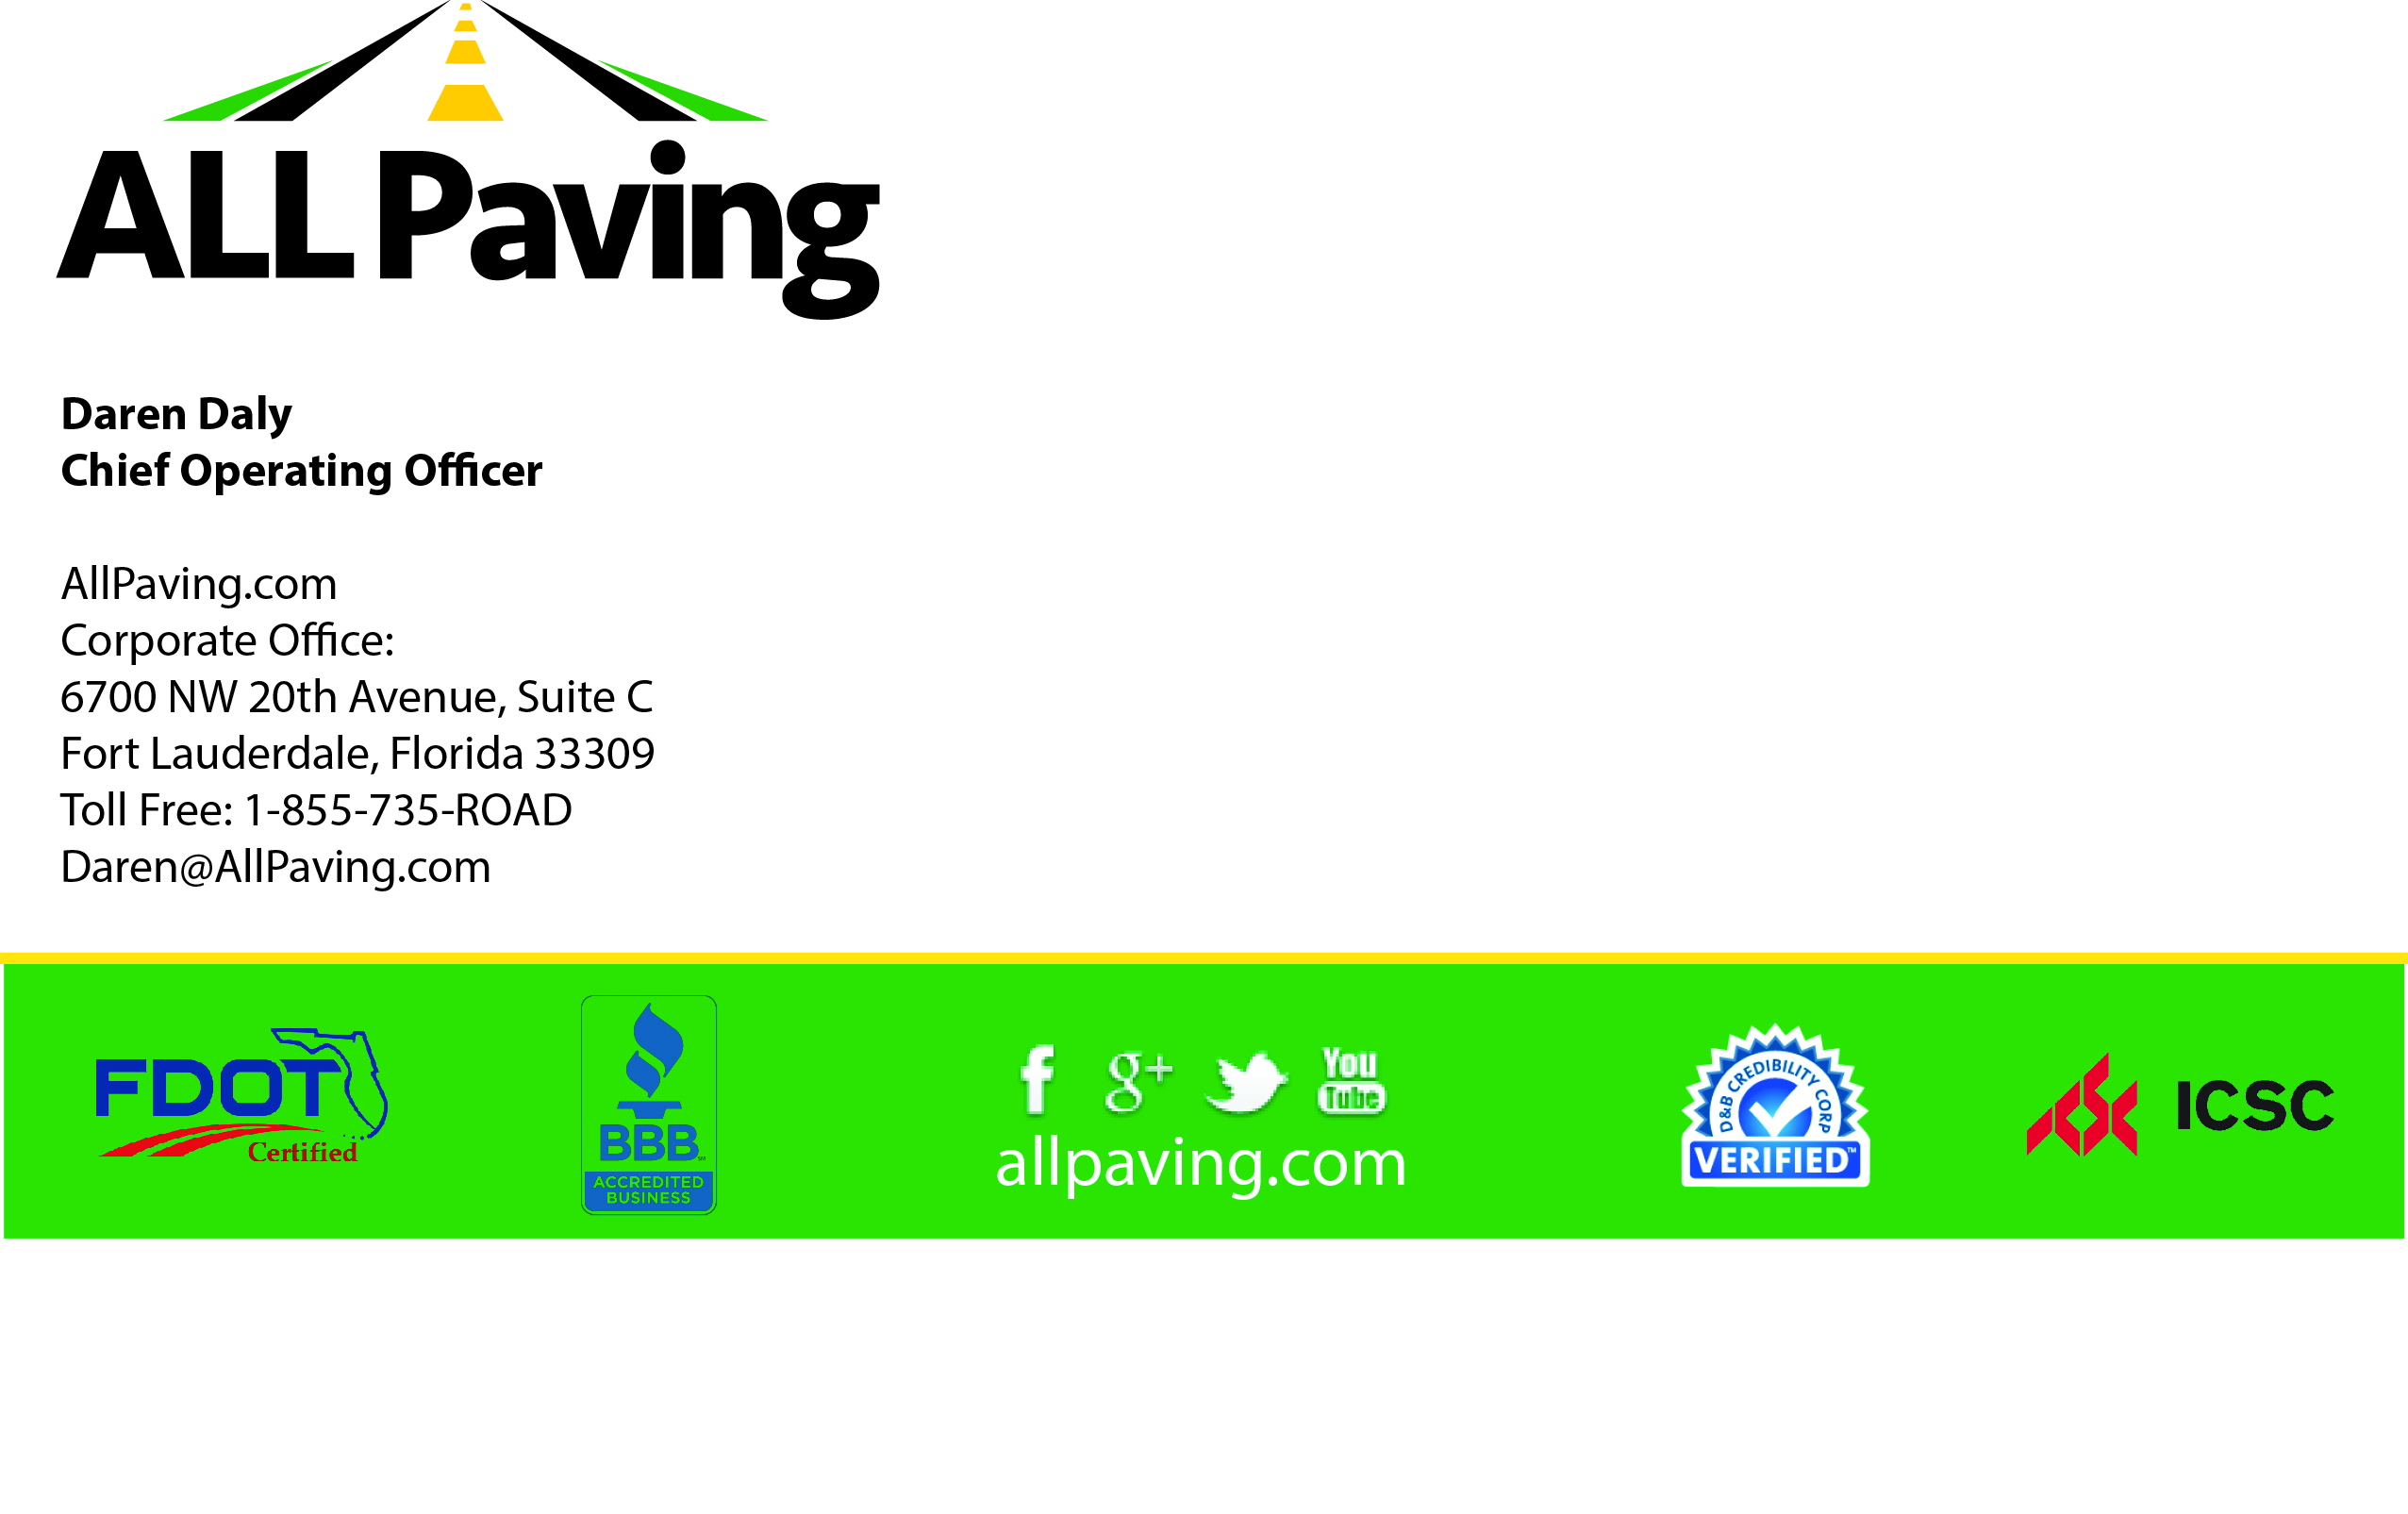 ALL Paving
Daren Daly
Chief Operating Officer
AllPaving.com
Corporate Office:
6700 NW 20th Avenue, Suite C
Fort Lauderdale, Florida 33309
Toll Free: 1-855-735-ROAD
Daren@AllPaving.com
FDOT
Certified
BBB
ACCREDITED
BUSINESS
f g+ You
Tube
allpaving.com
D&B CREDIBILITY CORP
VERIFIED™
ICSC